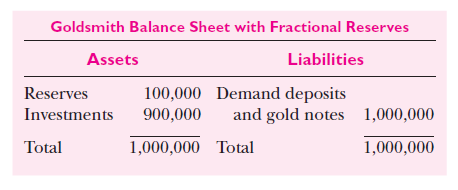 Goldsmith Balance Sheet with Fractional Reserves
Assets Liabilities
Reserves 100,000 Demand deposits
Investments 900,000 and gold notes 1,000,000
Total 1,000,000 Total 1,000,000